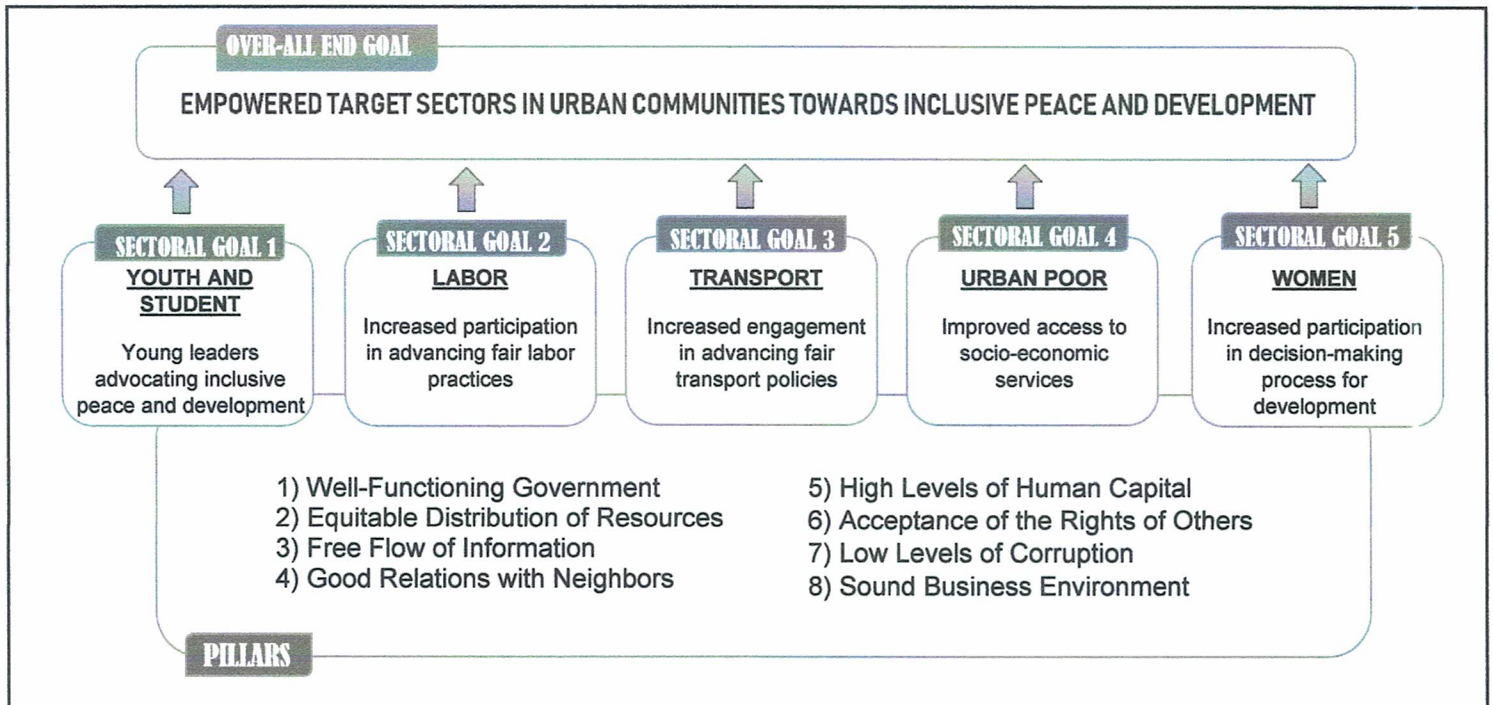 OVER-ALL END GOAL
EMPOWERED TARGET SECTORS IN URBAN COMMUNITIES TOWARDS INCLUSIVE PEACE AND DEVELOPMENT
SECTORAL GOAL 1
YOUTH AND
STUDENT
Young leaders
advocating inclusive
peace and development
SECTORAL GOAL 2
LABOR
Increased participation
in advancing fair labor
practices
SECTORAL GOAL 3
TRANSPORT
Increased engagement
in advancing fair
transport policies
SECTORAL GOAL 4
URBAN POOR
Improved access to
socio-economic
services
SECTORAL GOAL 5
WOMEN
Increased participation
in decision-making
process for
development
1) Well-Functioning Government
2) Equitable Distribution of Resources
3) Free Flow of Information
4) Good Relations with Neighbors
5) High Levels of Human Capital
6) Acceptance of the Rights of Others
7) Low Levels of Corruption
8) Sound Business Environment
PILLARS